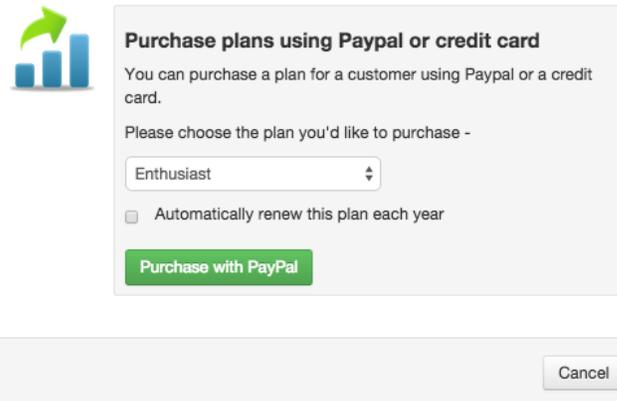 Purchase plans using Paypal or credit card
You can purchase a plan for a customer using Paypal or a credit
card.
Please choose the plan you'd like to purchase -
Enthusiast
Automatically renew this plan each year
Purchase with PayPal
Cancel